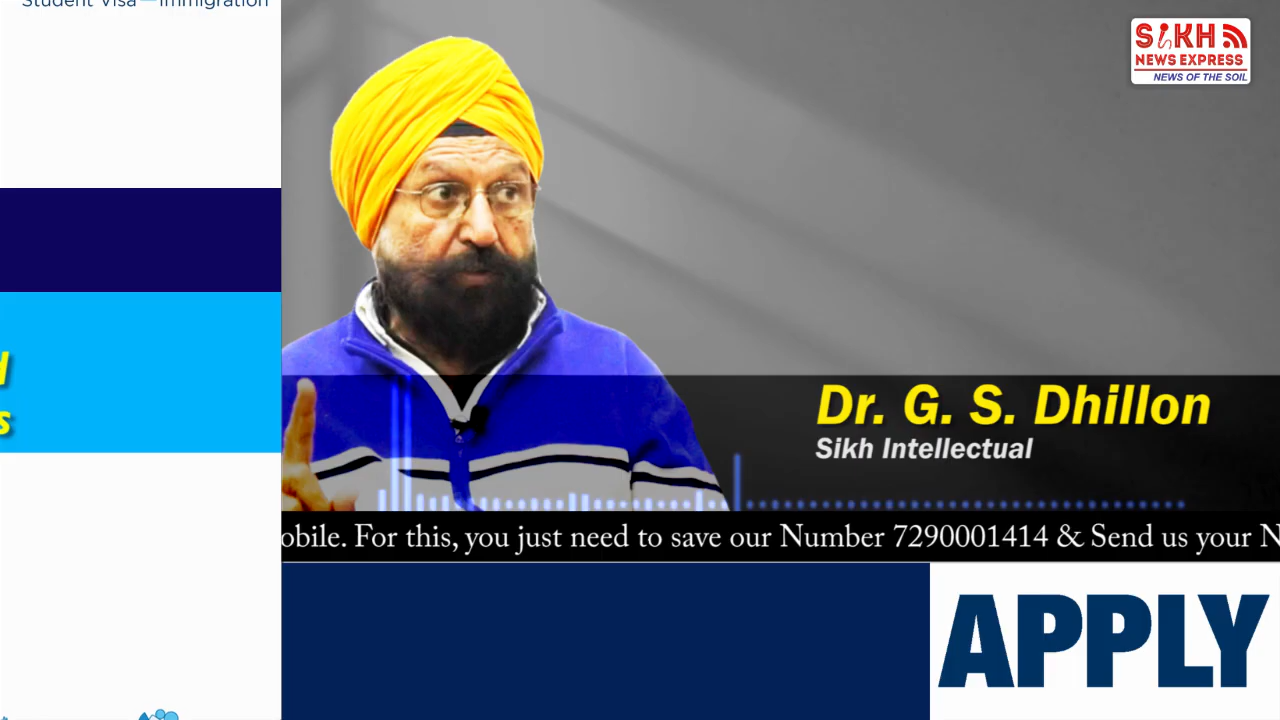 Student Visa—Immigration
SiKH
NEWS EXPRESS
NEWS OF THE SOIL
Dr. G. S. Dhillon
Sikh Intellectual
obile. For this, you just need to save our Number 7290001414 & Send us your N
APPLY